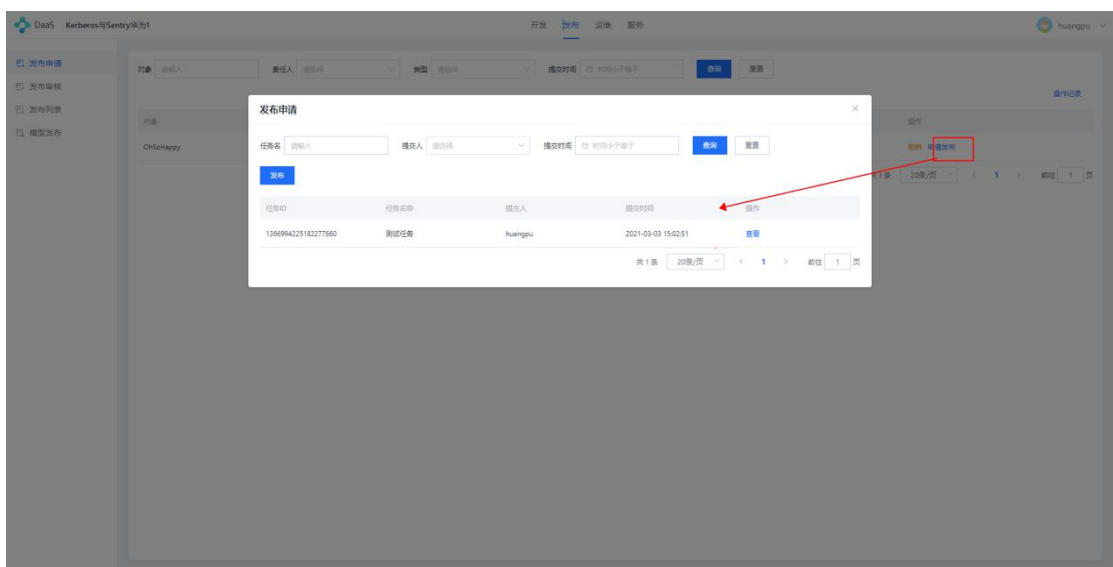 DaaS Kerberos与Sentry华为1 开发 发布 运维 服务 huangpu
发布申请
发布审核
发布列表
模型发布
对象 请输入 责任人 请选择 类型 请选择 提交时间 时间小于等于 查询 重置
操作记录
对象 操作
OhSoHappy 撤销 申请发布
共1条 20条/页 < 1 > 前往 1 页
发布申请 ×
任务名 请输入 提交人 请选择 提交时间 时间小于等于 查询 重置
发布
任务ID 任务名称 提交人 提交时间 操作
1366994225182277660 测试任务 huangpu 2021-03-03 15:02:51 查看
共1条 20条/页 < 1 > 前往 1 页